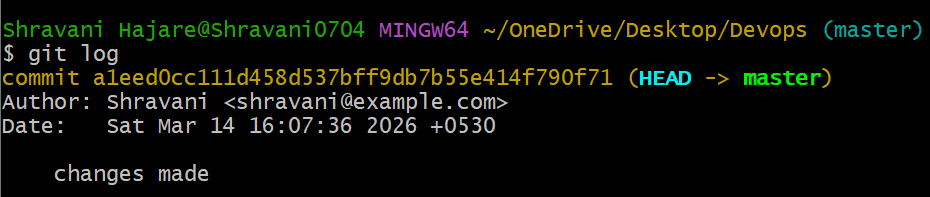 Shravani Hajare@Shravani0704 MINGW64 ~/OneDrive/Desktop/Devops (master)
$ git log
commit a1eed0cc111d458d537bff9db7b55e414f790f71 (HEAD -> master)
Author: Shravani <shravani@example.com>
Date:   Sat Mar 14 16:07:36 2026 +0530

    changes made